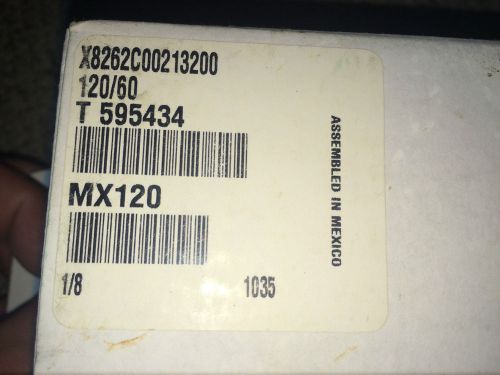 X8262C00213200
120/60
T 595434
MX120
1/8 1035
ASSEMBLED IN MEXICO